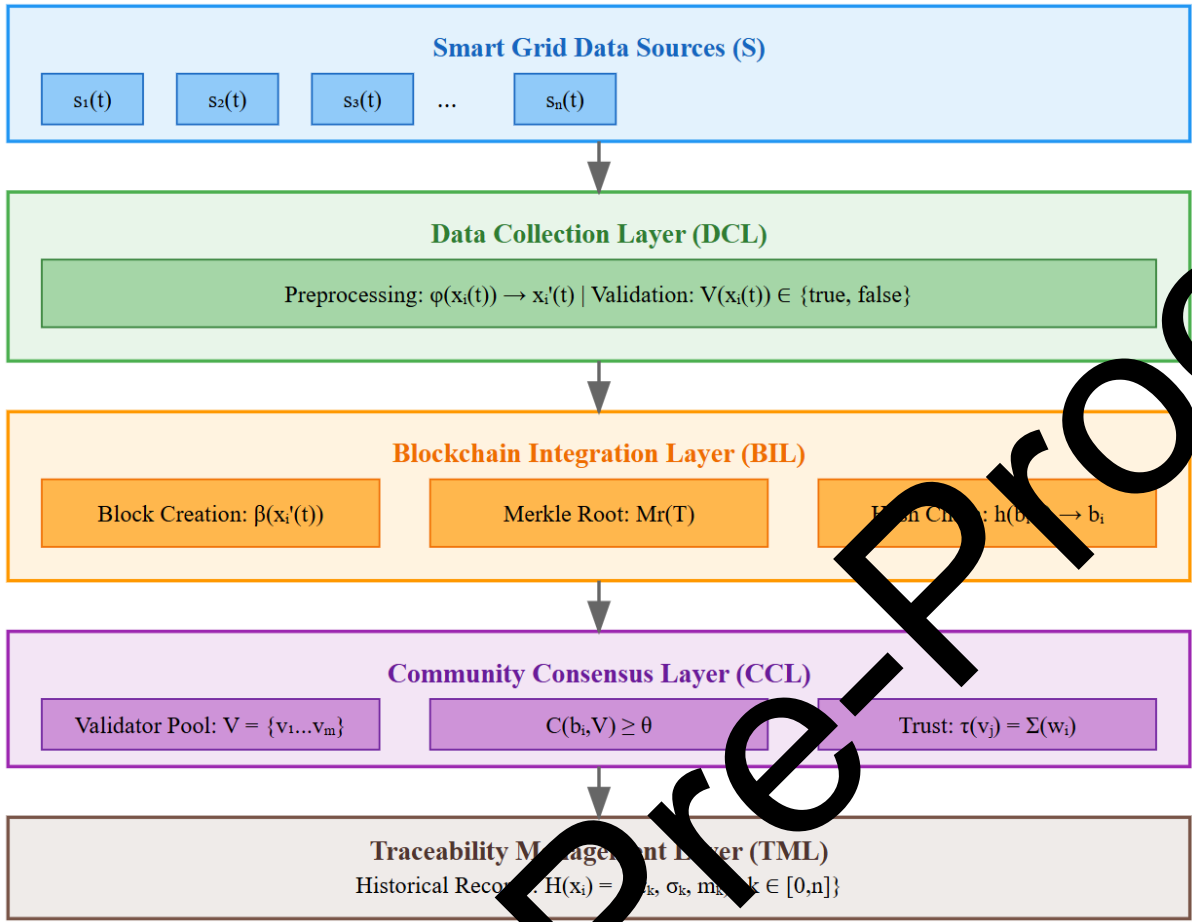 Smart Grid Data Sources (S)
s₁(t) s₂(t) s₃(t) ... sₙ(t)
Data Collection Layer (DCL)
Preprocessing: φ(xᵢ(t)) → xᵢ'(t) | Validation: V(xᵢ(t)) ∈ {true, false}
Blockchain Integration Layer (BIL)
Block Creation: β(xᵢ'(t)) Merkle Root: Mr(T) : h(b → bᵢ
Community Consensus Layer (CCL)
Validator Pool: V = {v₁...vₘ} C(bᵢ,V) ≥ θ Trust: τ(vⱼ) = Σ(wᵢ)
Traceability Management Layer (TML)
Historical H(xᵢ) = σₖ, k ∈ [0,n]}
Pre-Pro